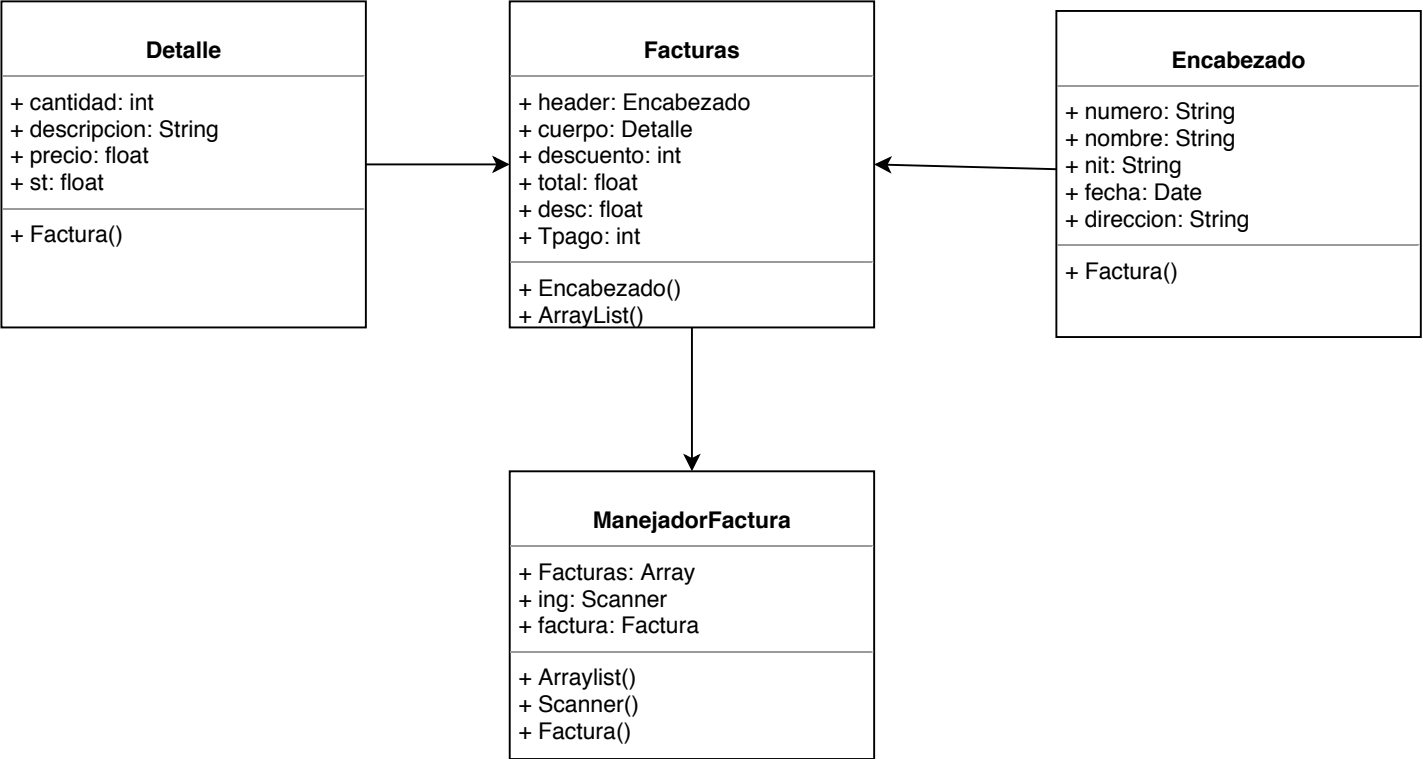 Detalle
+ cantidad: int
+ descripcion: String
+ precio: float
+ st: float
+ Factura()
Facturas
+ header: Encabezado
+ cuerpo: Detalle
+ descuento: int
+ total: float
+ desc: float
+ Tpago: int
+ Encabezado()
+ ArrayList()
Encabezado
+ numero: String
+ nombre: String
+ nit: String
+ fecha: Date
+ direccion: String
+ Factura()
ManejadorFactura
+ Facturas: Array
+ ing: Scanner
+ factura: Factura
+ Arraylist()
+ Scanner()
+ Factura()